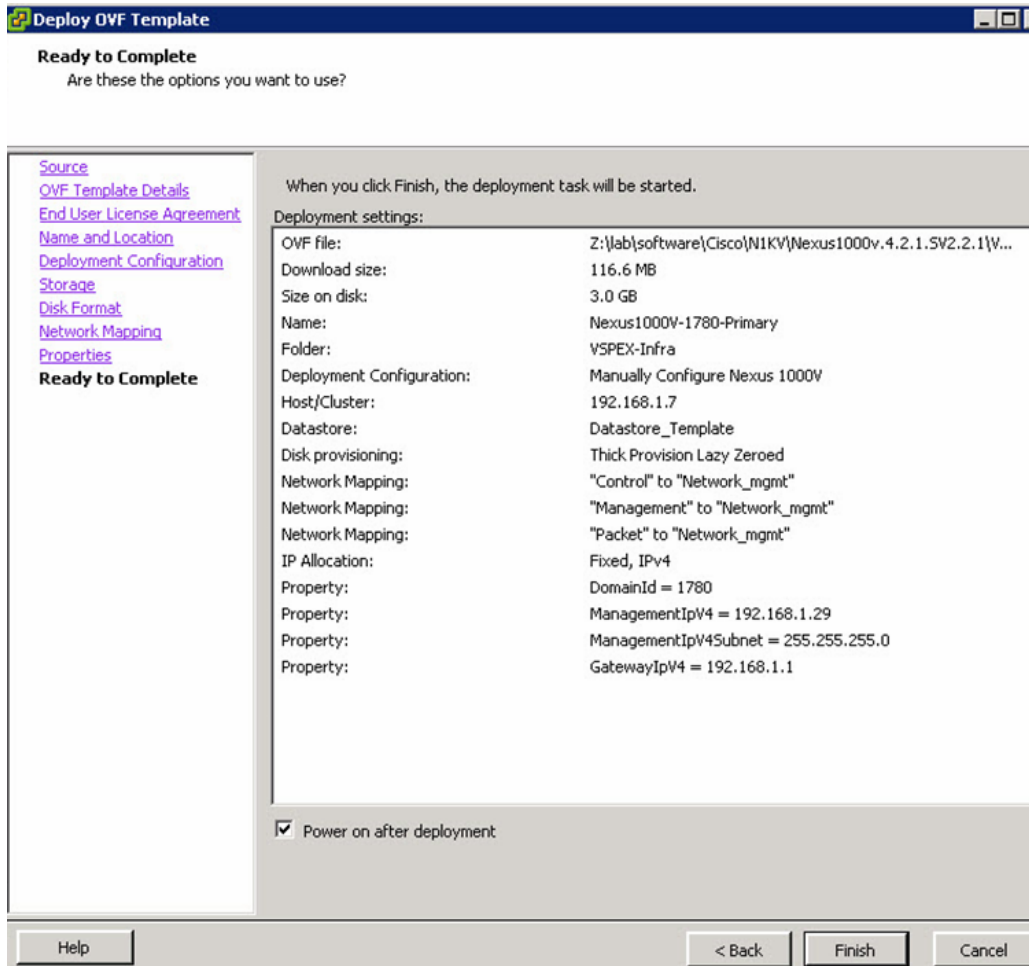 Deploy OVF Template
Ready to Complete
Are these the options you want to use?
Source
OVF Template Details
End User License Agreement
Name and Location
Deployment Configuration
Storage
Disk Format
Network Mapping
Properties
Ready to Complete
When you click Finish, the deployment task will be started.
Deployment settings:
OVF file: Z:\lab\software\Cisco\N1KV\Nexus1000v.4.2.1.SV2.2.1\V...
Download size: 116.6 MB
Size on disk: 3.0 GB
Name: Nexus1000V-1780-Primary
Folder: VSPEX-Infra
Deployment Configuration: Manually Configure Nexus 1000V
Host/Cluster: 192.168.1.7
Datastore: Datastore_Template
Disk provisioning: Thick Provision Lazy Zeroed
Network Mapping: "Control" to "Network_mgmt"
Network Mapping: "Management" to "Network_mgmt"
Network Mapping: "Packet" to "Network_mgmt"
IP Allocation: Fixed, IPv4
Property: DomainId = 1780
Property: ManagementIpV4 = 192.168.1.29
Property: ManagementIpV4Subnet = 255.255.255.0
Property: GatewayIpV4 = 192.168.1.1
Power on after deployment
Help < Back Finish Cancel